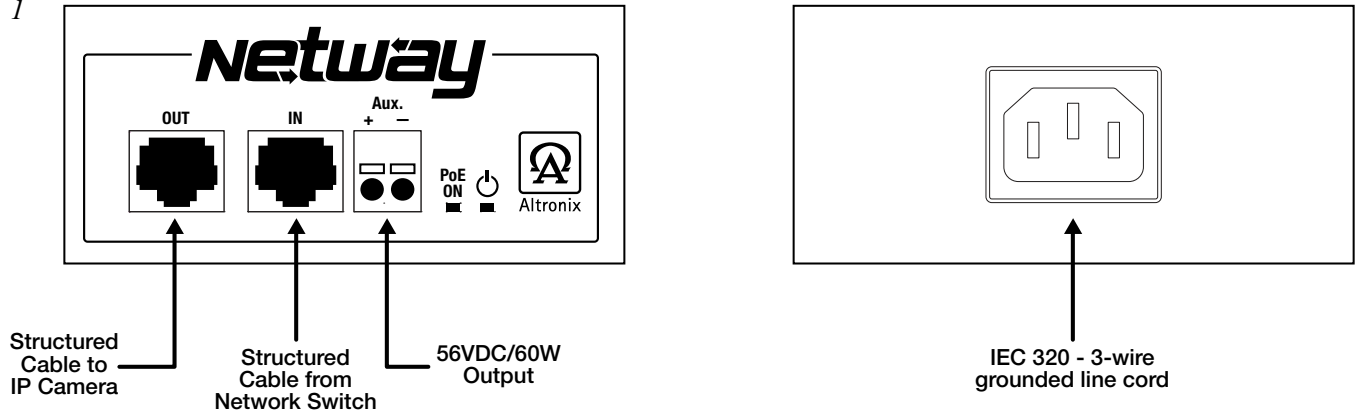 1
Netway
OUT
IN
Aux.
+ –
PoE
ON
Altronix
Structured
Cable to
IP Camera
Structured
Cable from
Network Switch
56VDC/60W
Output
IEC 320 - 3-wire
grounded line cord